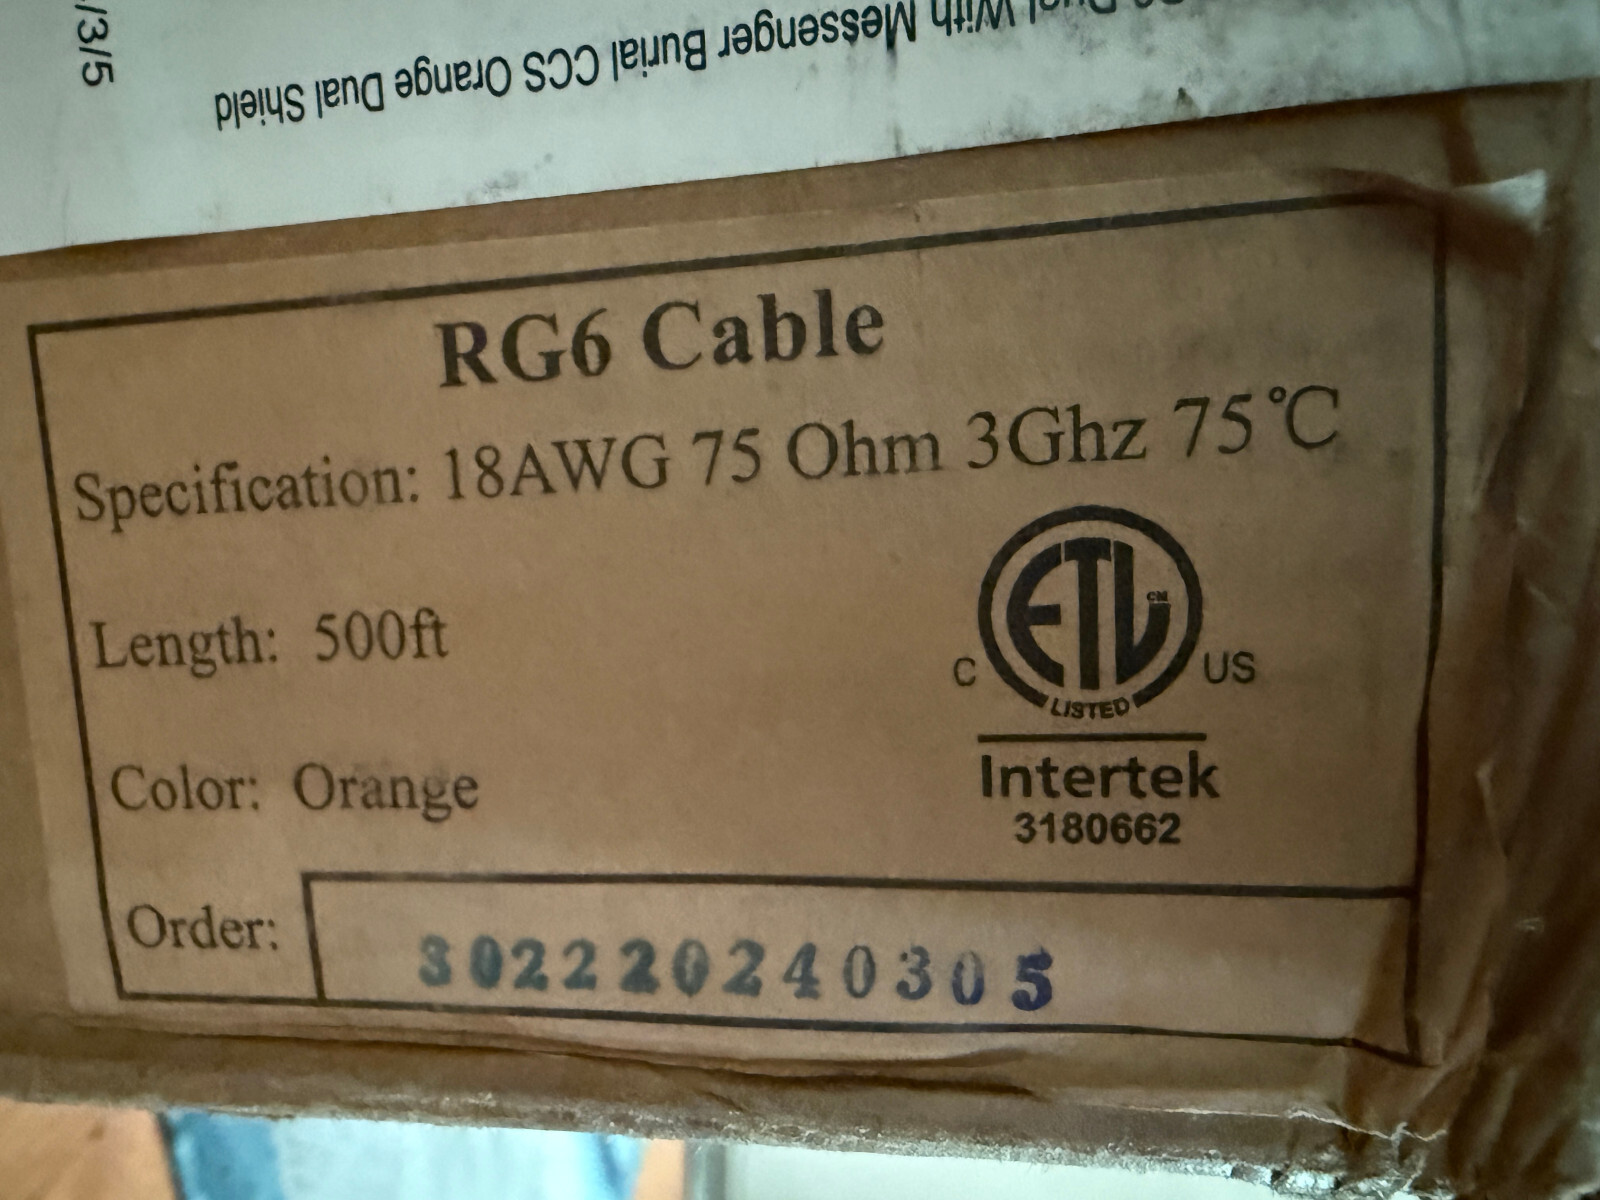 /3/5
Dual With Messenger Burial CCS Orange Dual Shield
RG6 Cable
Specification: 18AWG 75 Ohm 3Ghz 75℃
ETL
CM
C
US
LISTED
Intertek
3180662
Length: 500ft
Color: Orange
Order: 302220240305